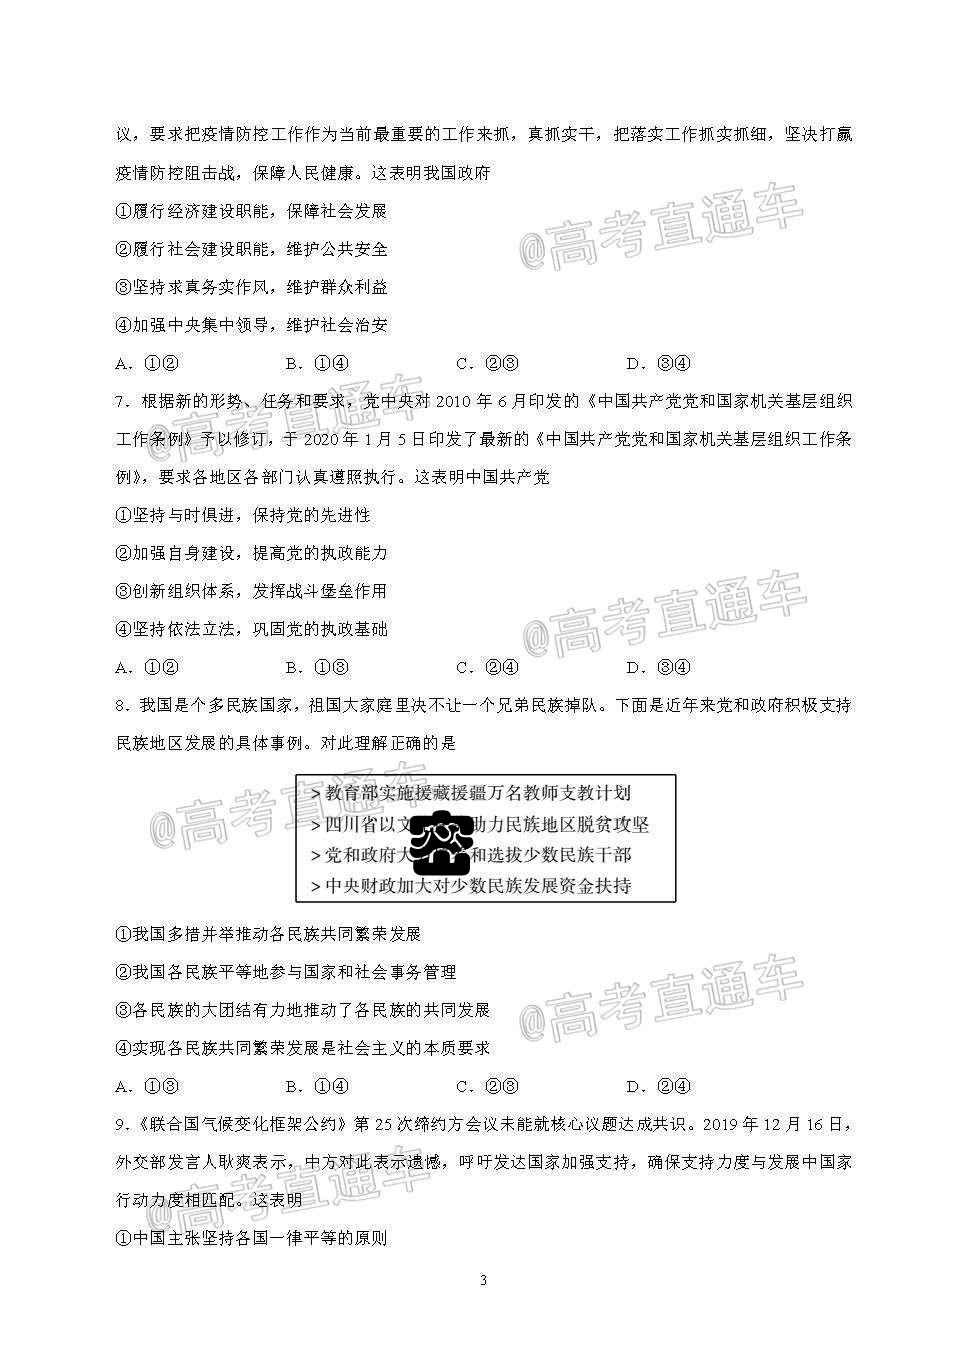 议，要求把疫情防控工作作为当前最重要的工作来抓，真抓实干，把落实工作抓实抓细，坚决打赢
疫情防控阻击战，保障人民健康。这表明我国政府
①履行经济建设职能，保障社会发展
②履行社会建设职能，维护公共安全
③坚持求真务实作风，维护群众利益
④加强中央集中领导，维护社会治安
A．①② B．①④ C．②③ D．③④
7．根据新的形势、任务和要求，党中央对 2010 年 6 月印发的《中国共产党党和国家机关基层组织
工作条例》予以修订，于 2020 年 1 月 5 日印发了最新的《中国共产党党和国家机关基层组织工作条
例》，要求各地区各部门认真遵照执行。这表明中国共产党
①坚持与时俱进，保持党的先进性
②加强自身建设，提高党的执政能力
③创新组织体系，发挥战斗堡垒作用
④坚持依法立法，巩固党的执政基础
A．①② B．①③ C．②④ D．③④
8．我国是个多民族国家，祖国大家庭里决不让一个兄弟民族掉队。下面是近年来党和政府积极支持
民族地区发展的具体事例。对此理解正确的是
>教育部实施援藏援疆万名教师支教计划
>四川省以文 助力民族地区脱贫攻坚
>党和政府大 和选拔少数民族干部
>中央财政加大对少数民族发展资金扶持
①我国多措并举推动各民族共同繁荣发展
②我国各民族平等地参与国家和社会事务管理
③各民族的大团结有力地推动了各民族的共同发展
④实现各民族共同繁荣发展是社会主义的本质要求
A．①③ B．①④ C．②③ D．②④
9．《联合国气候变化框架公约》第 25 次缔约方会议未能就核心议题达成共识。2019 年 12 月 16 日，
外交部发言人耿爽表示，中方对此表示遗憾，呼吁发达国家加强支持，确保支持力度与发展中国家
行动力度相匹配。这表明
①中国主张坚持各国一律平等的原则
3
@高考直通车
@高考直通车
@高考直通车
@高考直通车
@高考直通车
@高考直通车